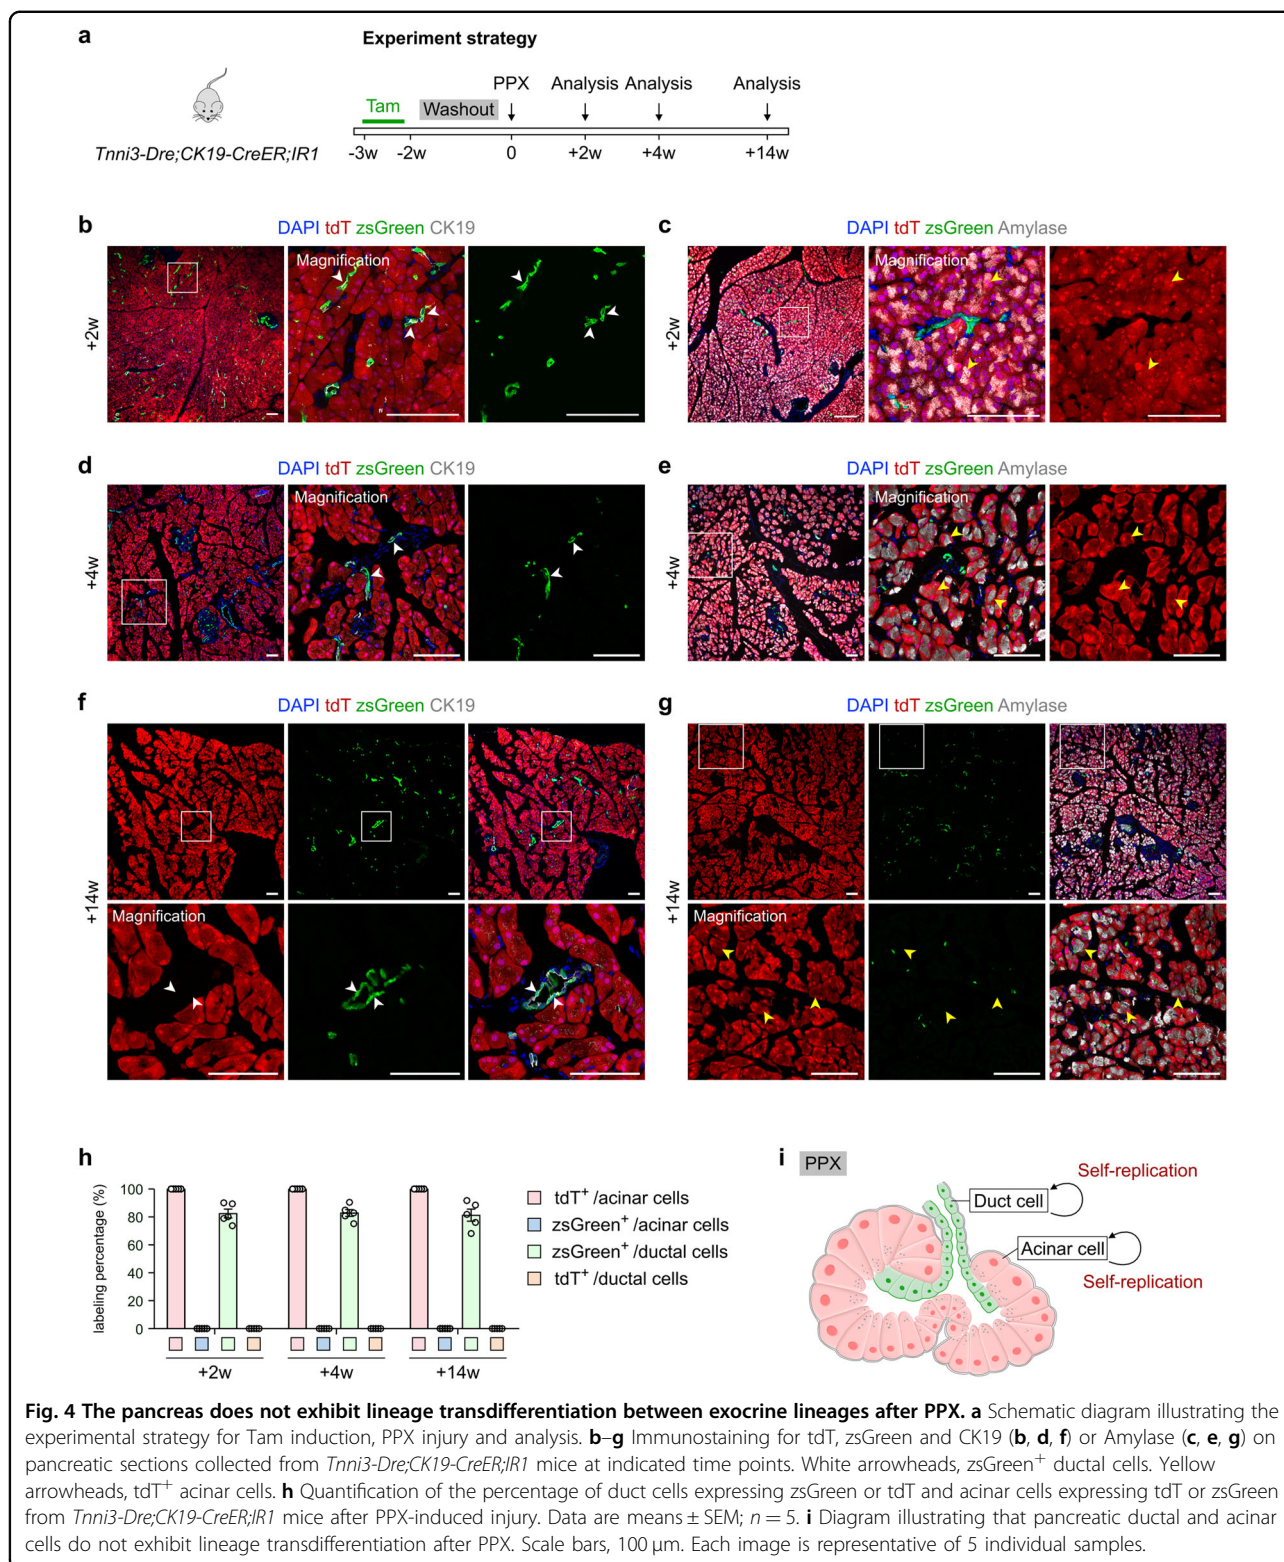 a
Experiment strategy
PPX Analysis Analysis Analysis
Tam Washout
Tnni3-Dre;CK19-CreER;IR1
-3w -2w 0 +2w +4w +14w
b
DAPI tdT zsGreen CK19
Magnification
+2w
c
DAPI tdT zsGreen Amylase
Magnification
+2w
d
DAPI tdT zsGreen CK19
Magnification
+4w
e
DAPI tdT zsGreen Amylase
Magnification
+4w
f
DAPI tdT zsGreen CK19
+14w
Magnification
g
DAPI tdT zsGreen Amylase
+14w
Magnification
h
labeling percentage (%)
100
80
60
40
20
0
+2w +4w +14w
tdT⁺/acinar cells
zsGreen⁺/acinar cells
zsGreen⁺/ductal cells
tdT⁺/ductal cells
i
PPX
Self-replication
Duct cell
Acinar cell
Self-replication
Fig. 4 The pancreas does not exhibit lineage transdifferentiation between exocrine lineages after PPX. a Schematic diagram illustrating the
experimental strategy for Tam induction, PPX injury and analysis. b–g Immunostaining for tdT, zsGreen and CK19 (b, d, f) or Amylase (c, e, g) on
pancreatic sections collected from Tnni3-Dre;CK19-CreER;IR1 mice at indicated time points. White arrowheads, zsGreen⁺ ductal cells. Yellow
arrowheads, tdT⁺ acinar cells. h Quantification of the percentage of duct cells expressing zsGreen or tdT and acinar cells expressing tdT or zsGreen
from Tnni3-Dre;CK19-CreER;IR1 mice after PPX-induced injury. Data are means ± SEM; n = 5. i Diagram illustrating that pancreatic ductal and acinar
cells do not exhibit lineage transdifferentiation after PPX. Scale bars, 100 μm. Each image is representative of 5 individual samples.